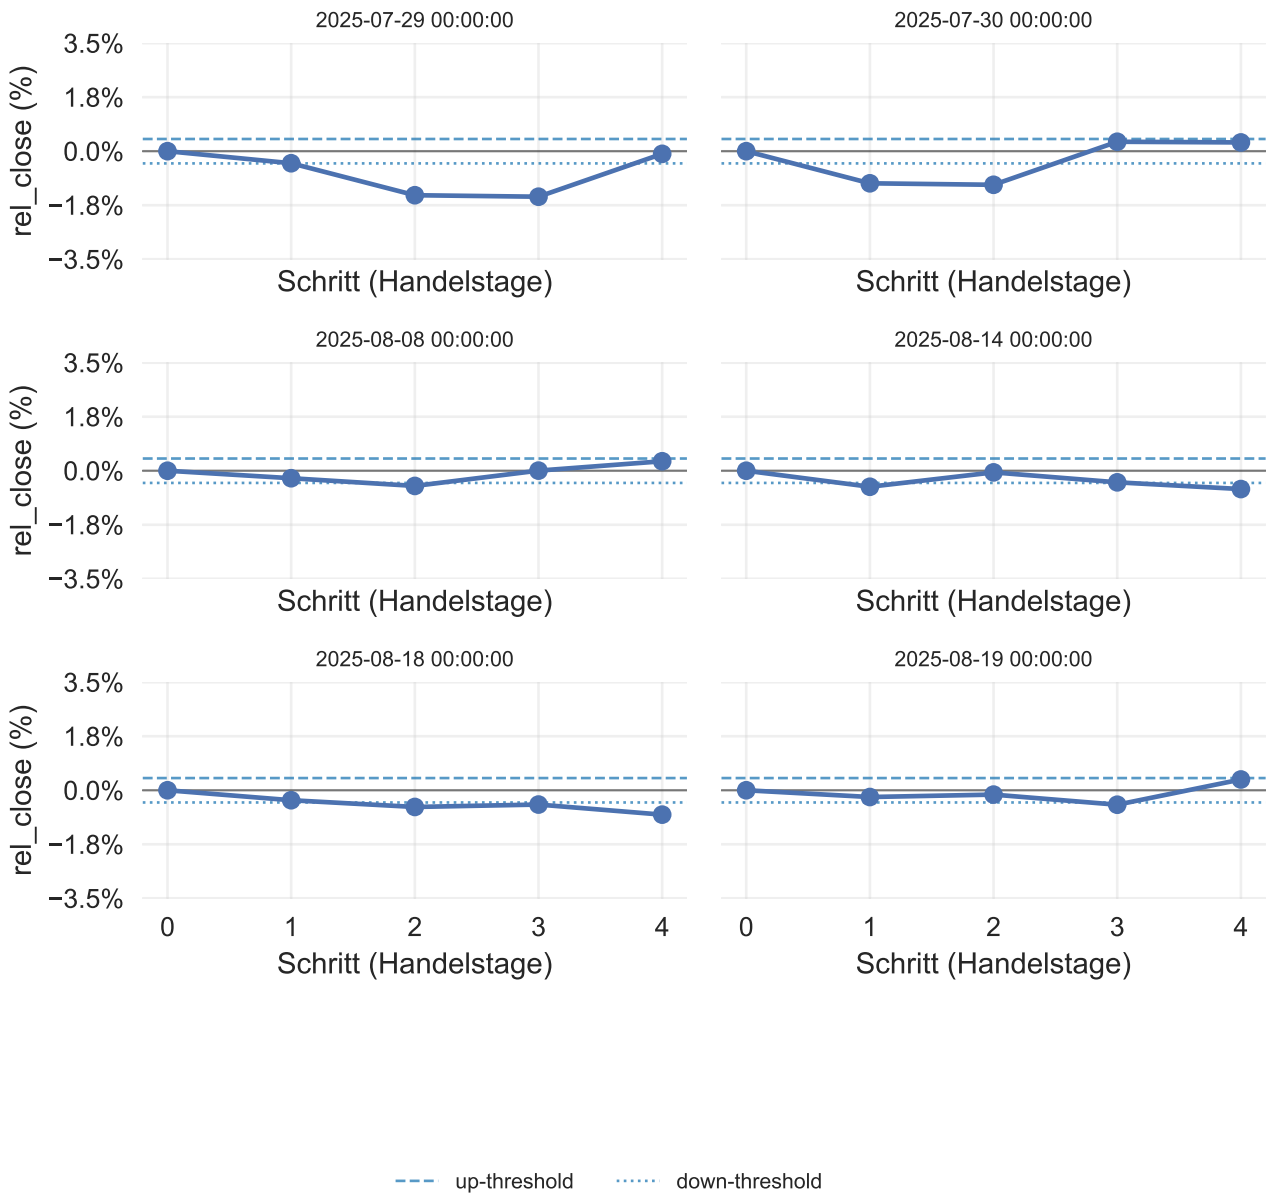 2025-07-29 00:00:00
2025-07-30 00:00:00
3.5%
1.8%
0.0%
−1.8%
−3.5%
rel_close (%)
Schritt (Handelstage)
Schritt (Handelstage)
2025-08-08 00:00:00
2025-08-14 00:00:00
3.5%
1.8%
0.0%
−1.8%
−3.5%
rel_close (%)
Schritt (Handelstage)
Schritt (Handelstage)
2025-08-18 00:00:00
2025-08-19 00:00:00
3.5%
1.8%
0.0%
−1.8%
−3.5%
rel_close (%)
0 1 2 3 4
0 1 2 3 4
Schritt (Handelstage)
Schritt (Handelstage)
up-threshold
down-threshold